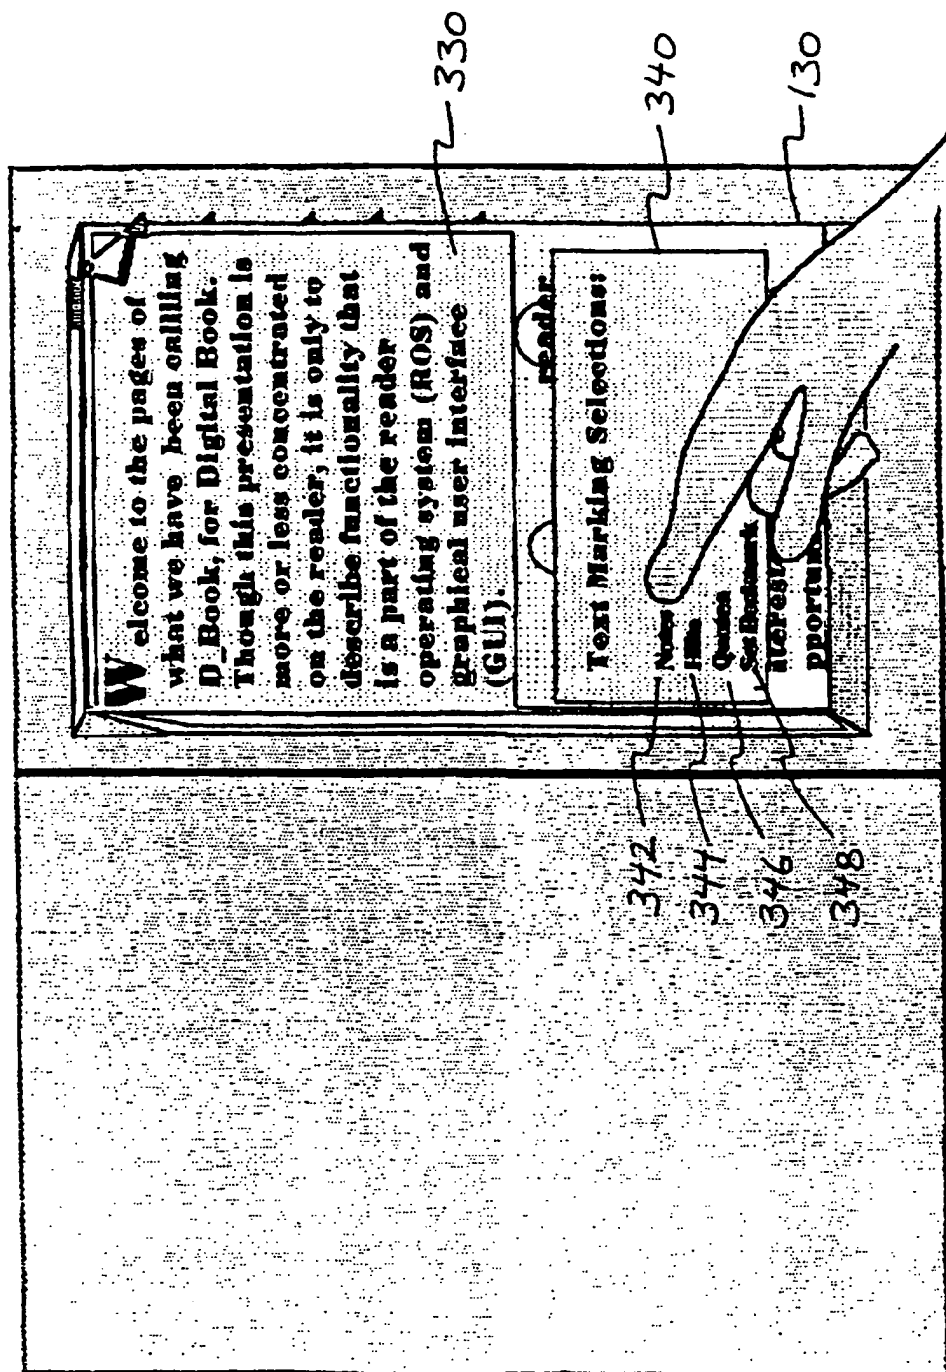 Welcome to the pages of
what we have been calling
D_Book, for Digital Book.
Though this presentation is
more or less concentrated
on the reader, it is only to
describe functionality that
is a part of the reader
operating system (ROS) and
graphical user interface
(GUI).
reader
Text Marking Selections:
Notes
Quotes
Set Bookmark
330
340
130
342
344
346
348